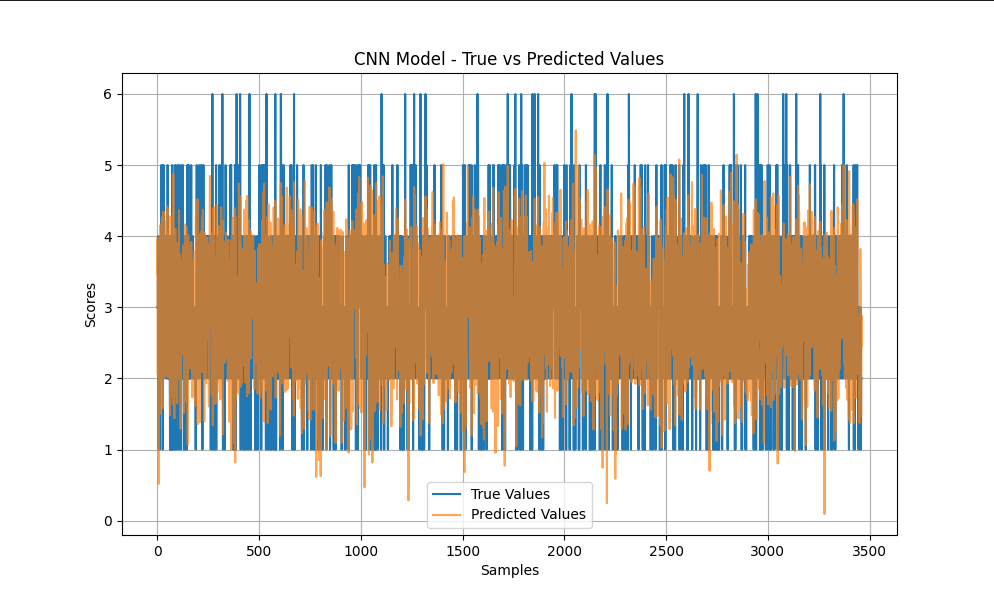 CNN Model - True vs Predicted Values
6
5
4
3
2
1
0
Scores
True Values
Predicted Values
0 500 1000 1500 2000 2500 3000 3500
Samples